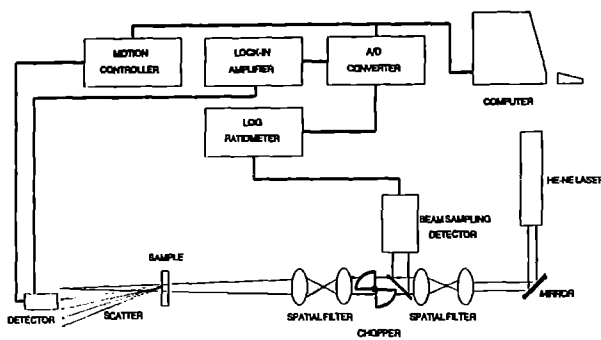 MOTION
CONTROLLER
LOCK-IN
AMPLIFIER
A/D
CONVERTER
COMPUTER
LOG
RATIOMETER
HE-NE LASER
BEAM SAMPLING
DETECTOR
SAMPLE
MIRROR
DETECTOR
SCATTER
SPATIAL FILTER
CHOPPER
SPATIAL FILTER